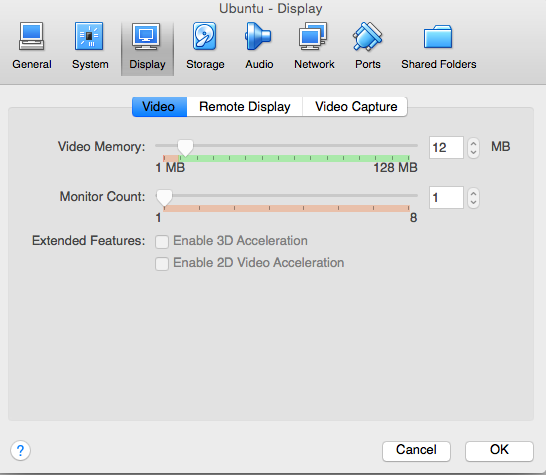 Ubuntu - Display
General System Display Storage Audio Network Ports Shared Folders
Video Remote Display Video Capture
Video Memory: 12 MB
1 MB 128 MB
Monitor Count: 1
1 8
Extended Features: Enable 3D Acceleration
Enable 2D Video Acceleration
? Cancel OK